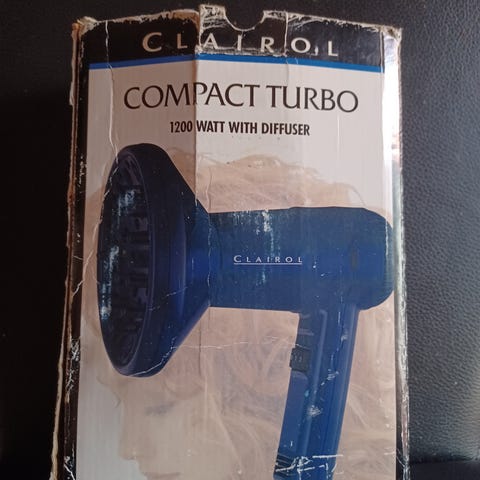 CLAIROL
COMPACT TURBO
1200 WATT WITH DIFFUSER
CLAIROL